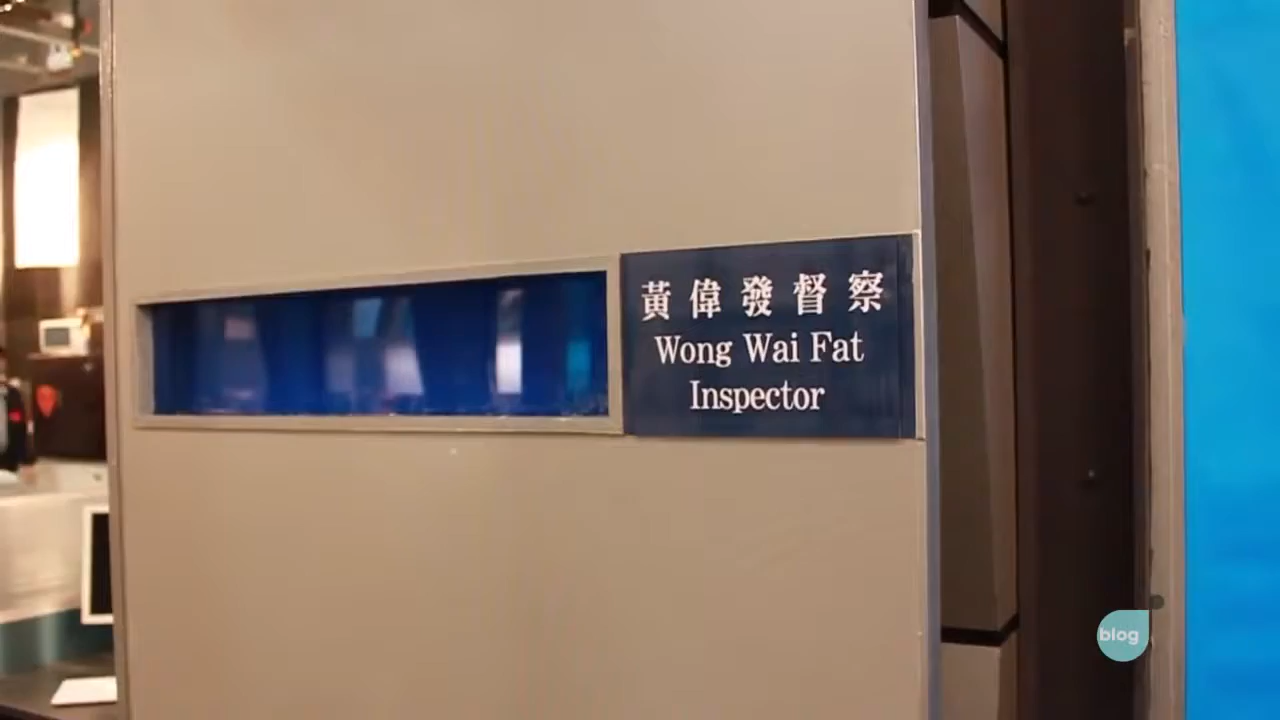 黃偉發督察
Wong Wai Fat
Inspector
blog